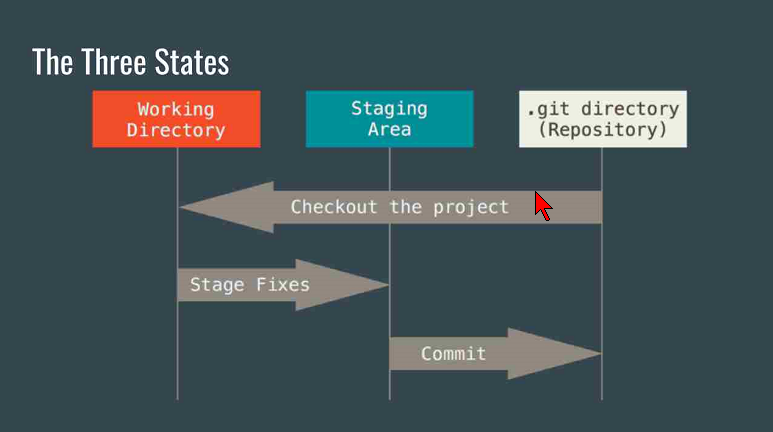 The Three States
Working
Directory
Staging
Area
.git directory
(Repository)
Checkout the project
Stage Fixes
Commit